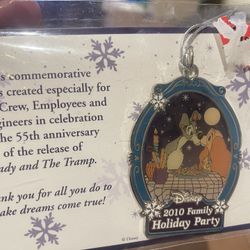 s commemorative
s created especially for
Crew, Employees and
gineers in celebration
the 55th anniversary
of the release of
ady and The Tramp.
ank you for all you do to
ake dreams come true!
Disney
2010 Family
Holiday Party
© Disney